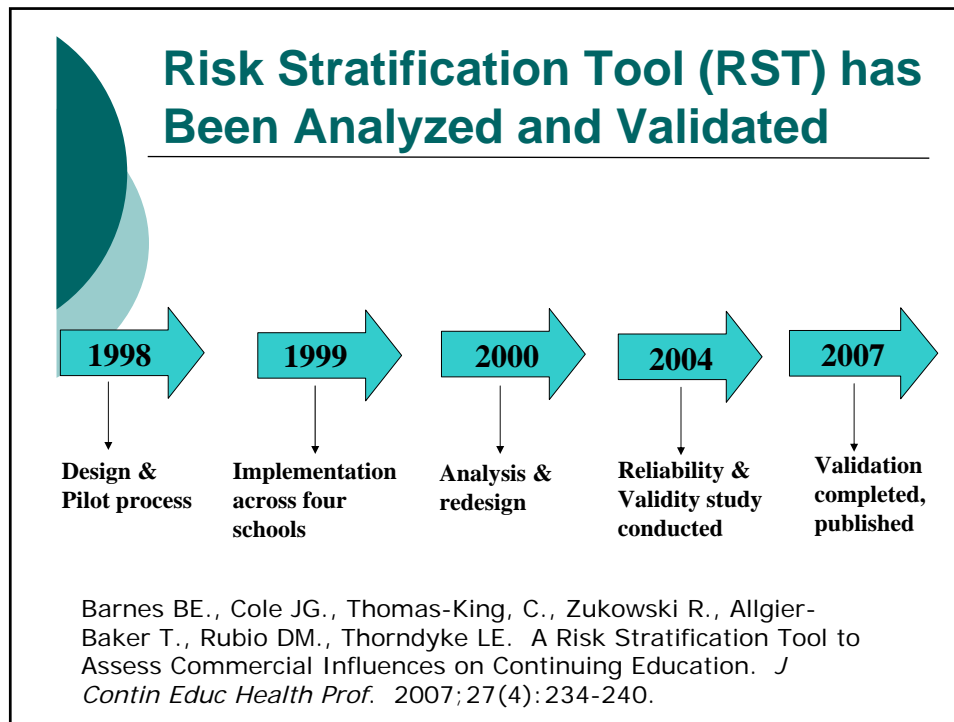 Risk Stratification Tool (RST) has
Been Analyzed and Validated
1998
1999
2000
2004
2007
Design &
Pilot process
Implementation
across four
schools
Analysis &
redesign
Reliability &
Validity study
conducted
Validation
completed,
published
Barnes BE., Cole JG., Thomas-King, C., Zukowski R., Allgier-
Baker T., Rubio DM., Thorndyke LE.  A Risk Stratification Tool to
Assess Commercial Influences on Continuing Education.  J
Contin Educ Health Prof.  2007;27(4):234-240.